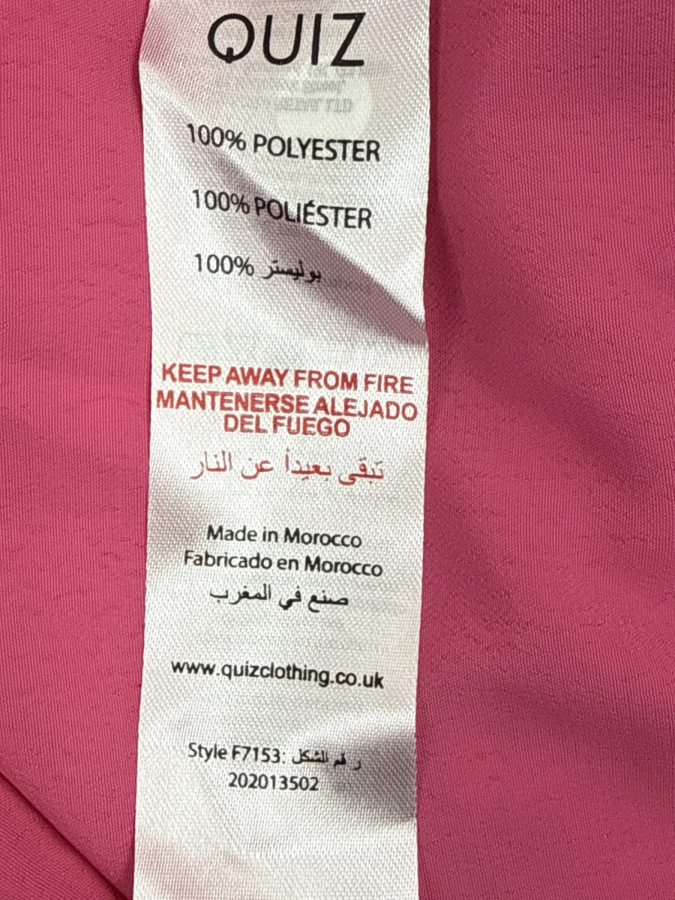 QUIZ
100% POLYESTER
100% POLIÉSTER
100% بوليستر
KEEP AWAY FROM FIRE
MANTENERSE ALEJADO
DEL FUEGO
تبقى بعيداً عن النار
Made in Morocco
Fabricado en Morocco
صنع في المغرب
www.quizclothing.co.uk
Style F7153: رقم الشكل
202013502